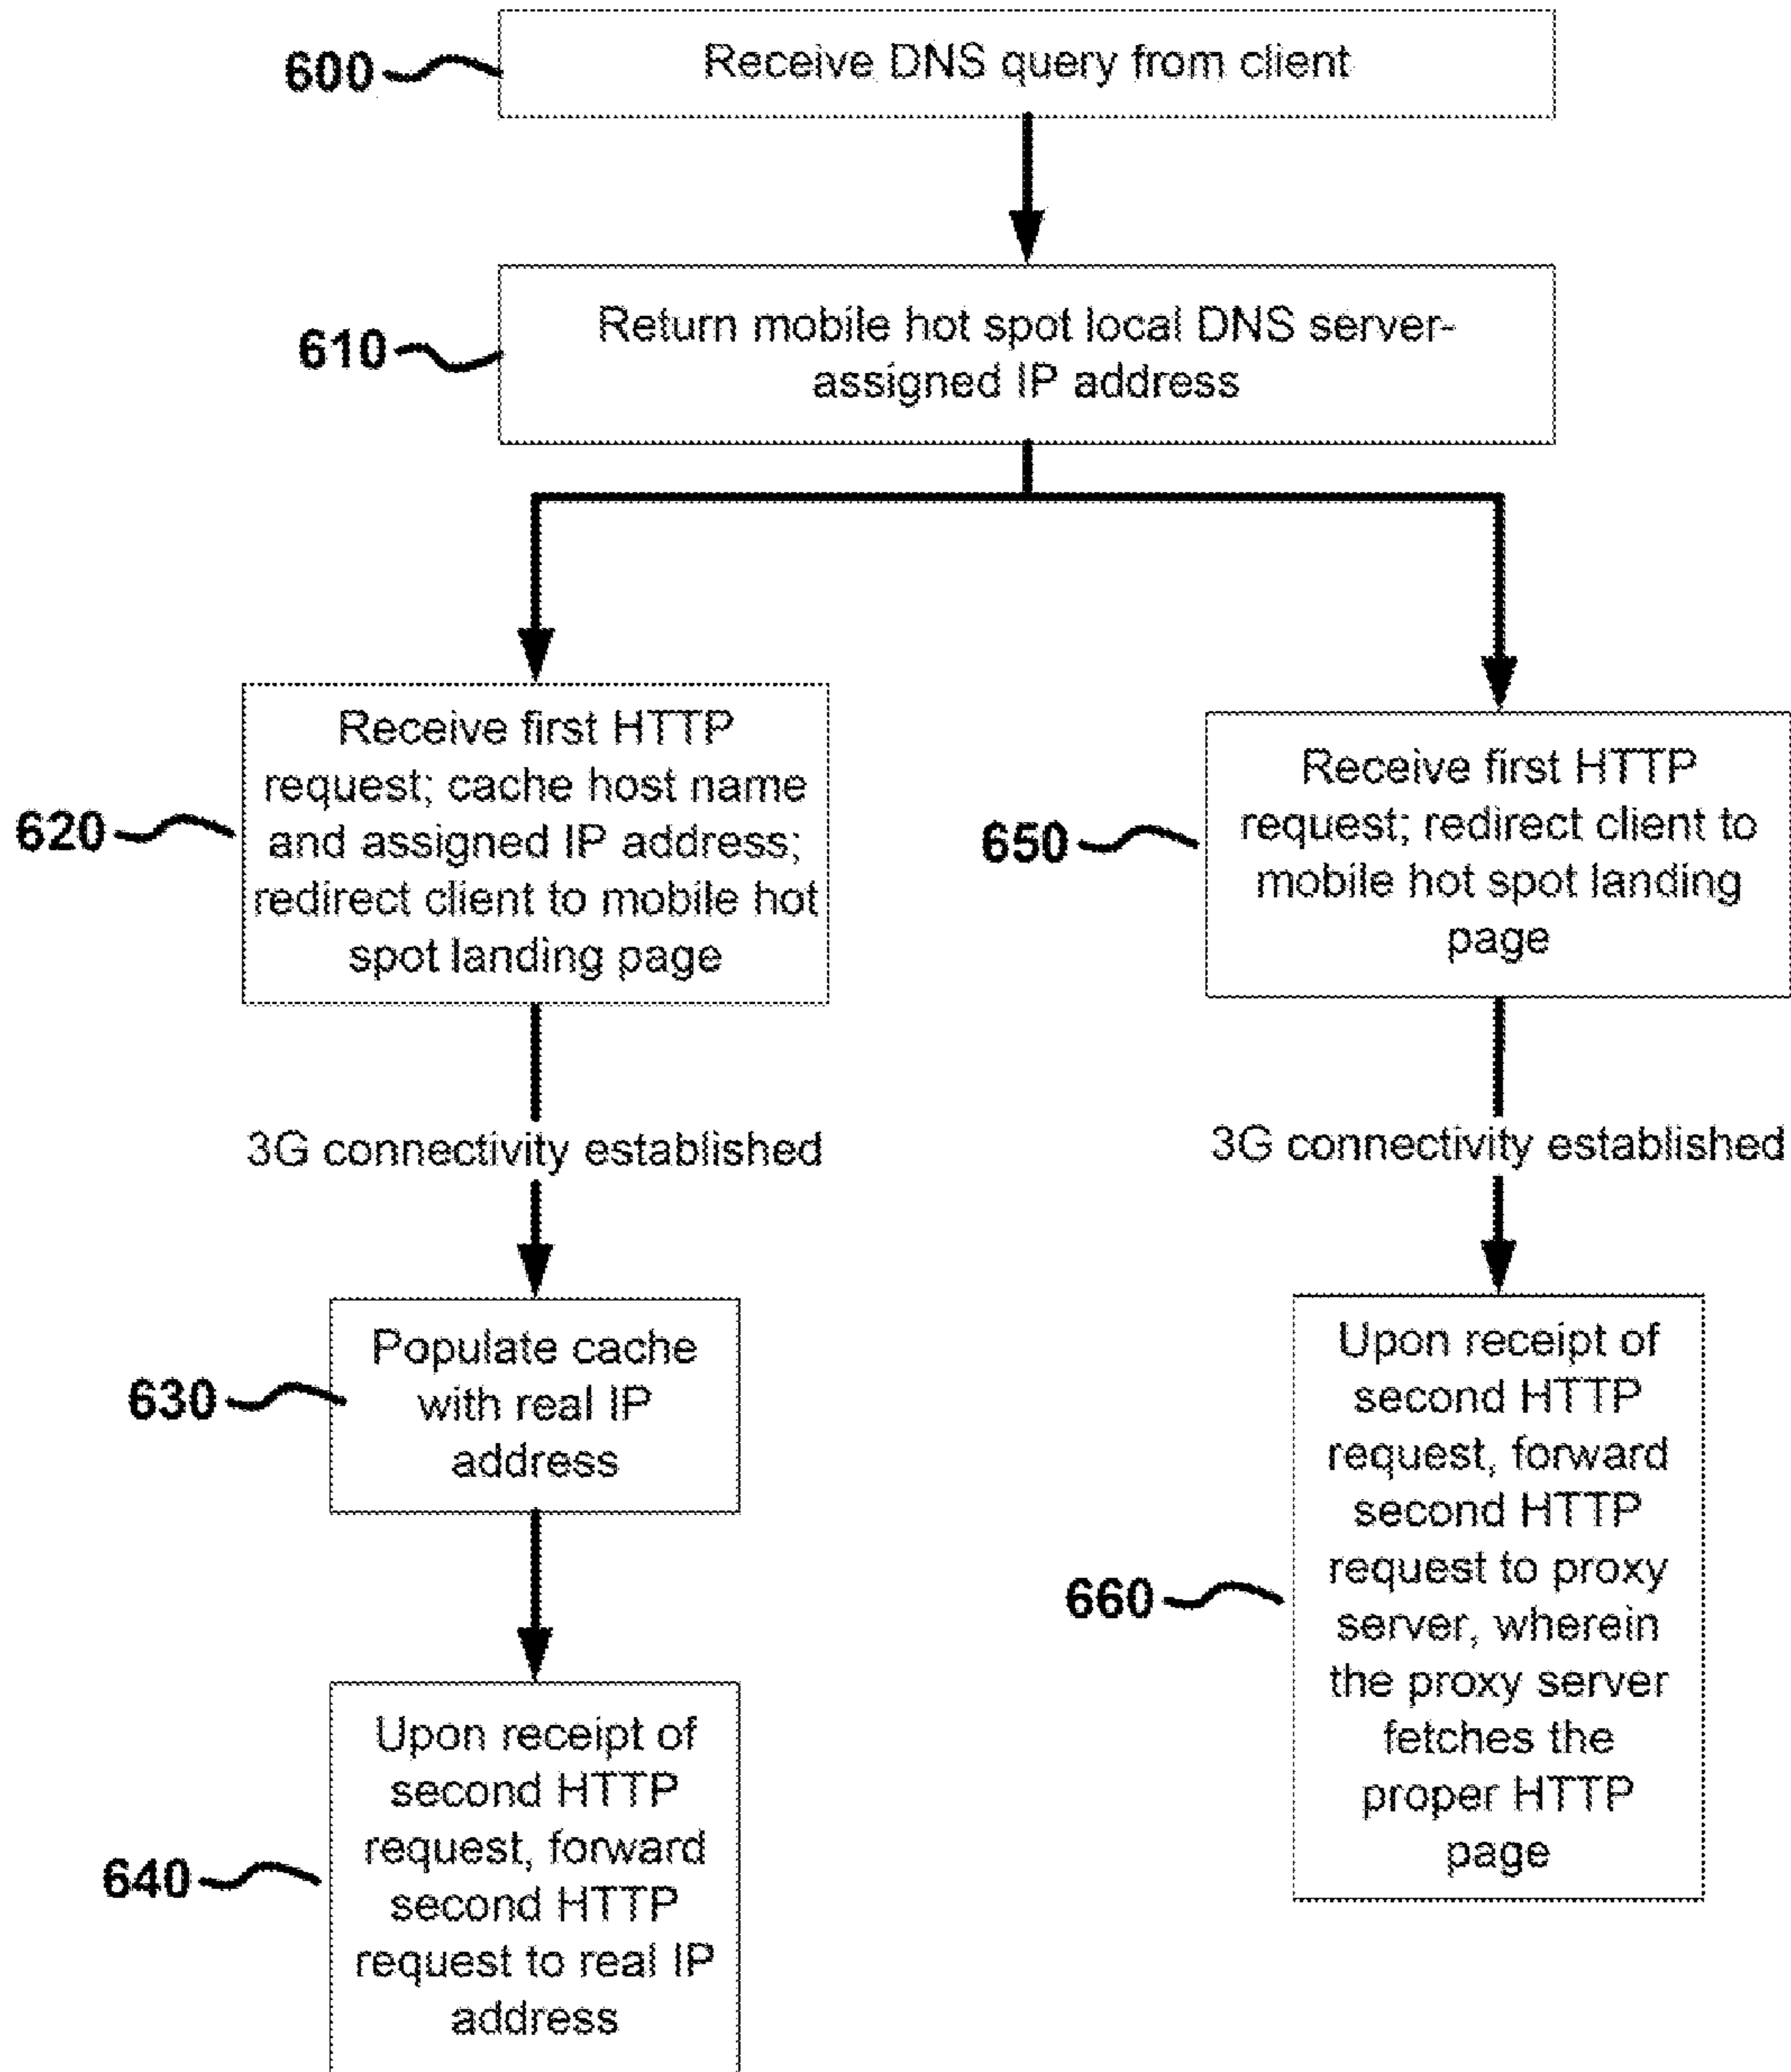 600
Receive DNS query from client
610
Return mobile hot spot local DNS server-
assigned IP address
620
Receive first HTTP
request; cache host name
and assigned IP address;
redirect client to mobile hot
spot landing page
3G connectivity established
630
Populate cache
with real IP
address
640
Upon receipt of
second HTTP
request, forward
second HTTP
request to real IP
address
650
Receive first HTTP
request; redirect client to
mobile hot spot landing
page
3G connectivity established
660
Upon receipt of
second HTTP
request, forward
second HTTP
request to proxy
server, wherein
the proxy server
fetches the
proper HTTP
page